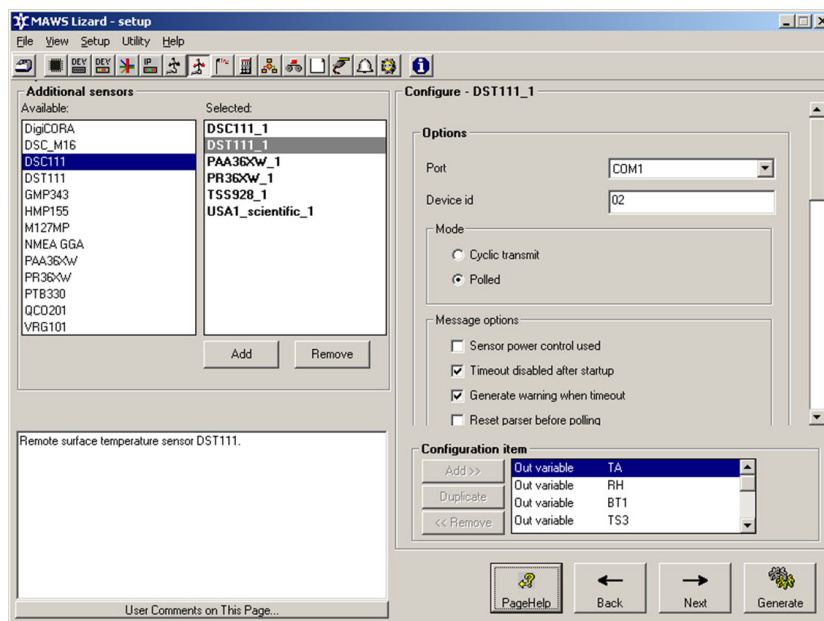 MAWS Lizard - setup
File View Setup Utility Help
DEV DEV IP
Additional sensors
Available:
Selected:
DigiCORA
DSC_M16
DSC111
DST111
GMP343
HMP155
M127MP
NMEA GGA
PAA36XW
PR36XW
PTB330
QCO201
VRG101
DSC111_1
DST111_1
PAA36XW_1
PR36XW_1
TSS928_1
USA1_scientific_1
Add
Remove
Remote surface temperature sensor DST111.
User Comments on This Page...
Configure - DST111_1
Options
Port COM1
Device id 02
Mode
Cyclic transmit
Polled
Message options
Sensor power control used
Timeout disabled after startup
Generate warning when timeout
Reset parser before polling
Configuration item
Add >>
Duplicate
<< Remove
Out variable TA
Out variable RH
Out variable BT1
Out variable TS3
PageHelp
Back
Next
Generate